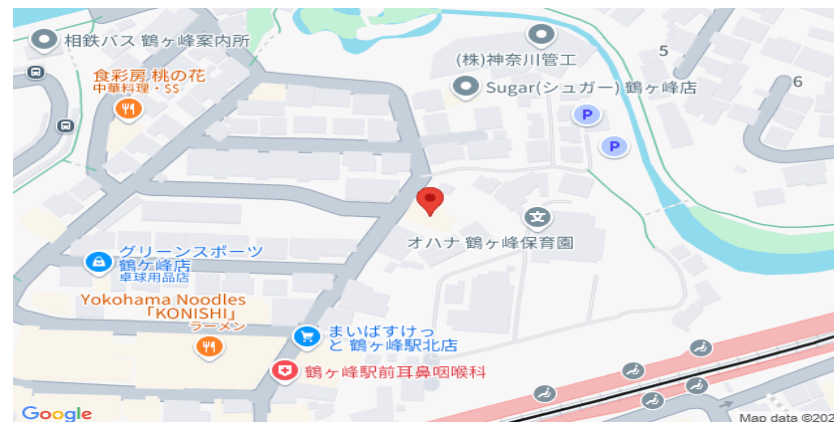 相鉄バス 鶴ヶ峰案内所
食彩房 桃の花
中華料理・$$
(株)神奈川管工
Sugar(シュガー) 鶴ヶ峰店
5
6
P
P
オハナ 鶴ヶ峰保育園
グリーンスポーツ
鶴ケ峰店
卓球用品店
Yokohama Noodles
「KONISHI」
ラーメン
まいばすけっ
と 鶴ヶ峰駅北店
鶴ヶ峰駅前耳鼻咽喉科
Google
Map data ©202